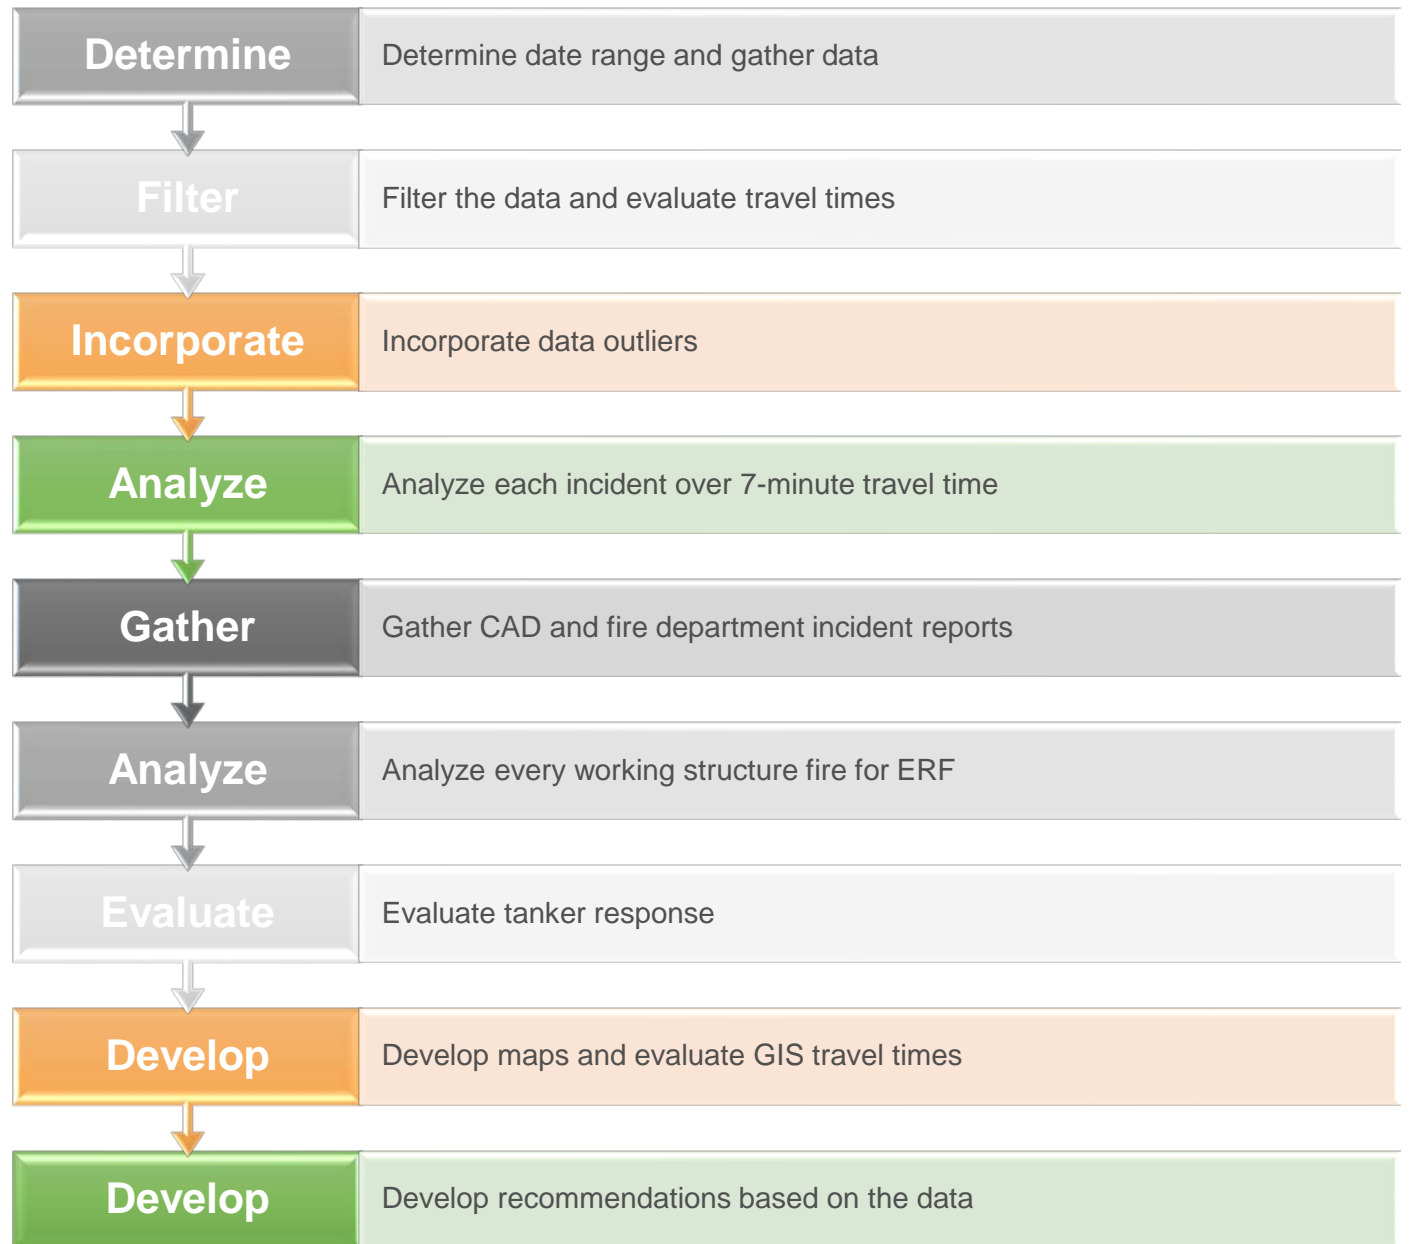 Determine
Determine date range and gather data
Filter
Filter the data and evaluate travel times
Incorporate
Incorporate data outliers
Analyze
Analyze each incident over 7-minute travel time
Gather
Gather CAD and fire department incident reports
Analyze
Analyze every working structure fire for ERF
Evaluate
Evaluate tanker response
Develop
Develop maps and evaluate GIS travel times
Develop
Develop recommendations based on the data